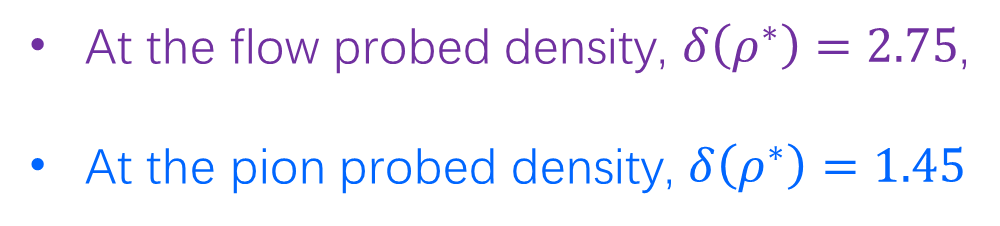 • At the flow probed density, δ(ρ*) = 2.75,
• At the pion probed density, δ(ρ*) = 1.45